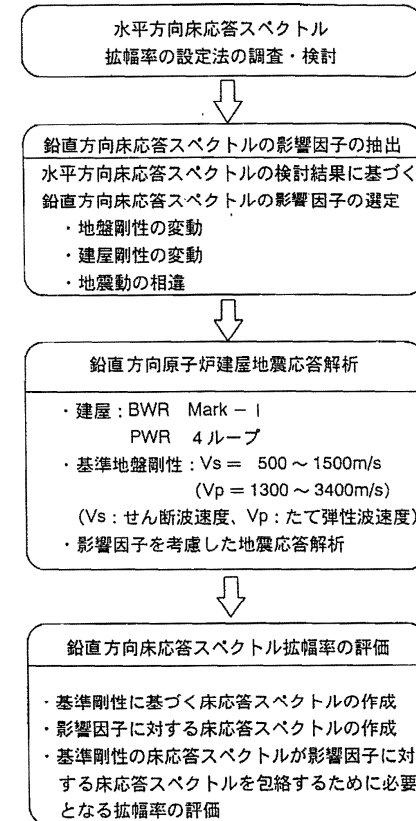 水平方向床応答スペクトル
拡幅率の設定法の調査・検討
鉛直方向床応答スペクトルの影響因子の抽出
水平方向床応答スペクトルの検討結果に基づく
鉛直方向床応答スペクトルの影響因子の選定
・地盤剛性の変動
・建屋剛性の変動
・地震動の相違
鉛直方向原子炉建屋地震応答解析
・建屋：BWR Mark－I
PWR 4ループ
・基準地盤剛性：Vs＝ 500～1500m/s
(Vp＝1300～3400m/s)
(Vs：せん断波速度、Vp：たて弾性波速度)
・影響因子を考慮した地震応答解析
鉛直方向床応答スペクトル拡幅率の評価
・基準剛性に基づく床応答スペクトルの作成
・影響因子に対する床応答スペクトルの作成
・基準剛性の床応答スペクトルが影響因子に対
する床応答スペクトルを包絡するために必要
となる拡幅率の評価